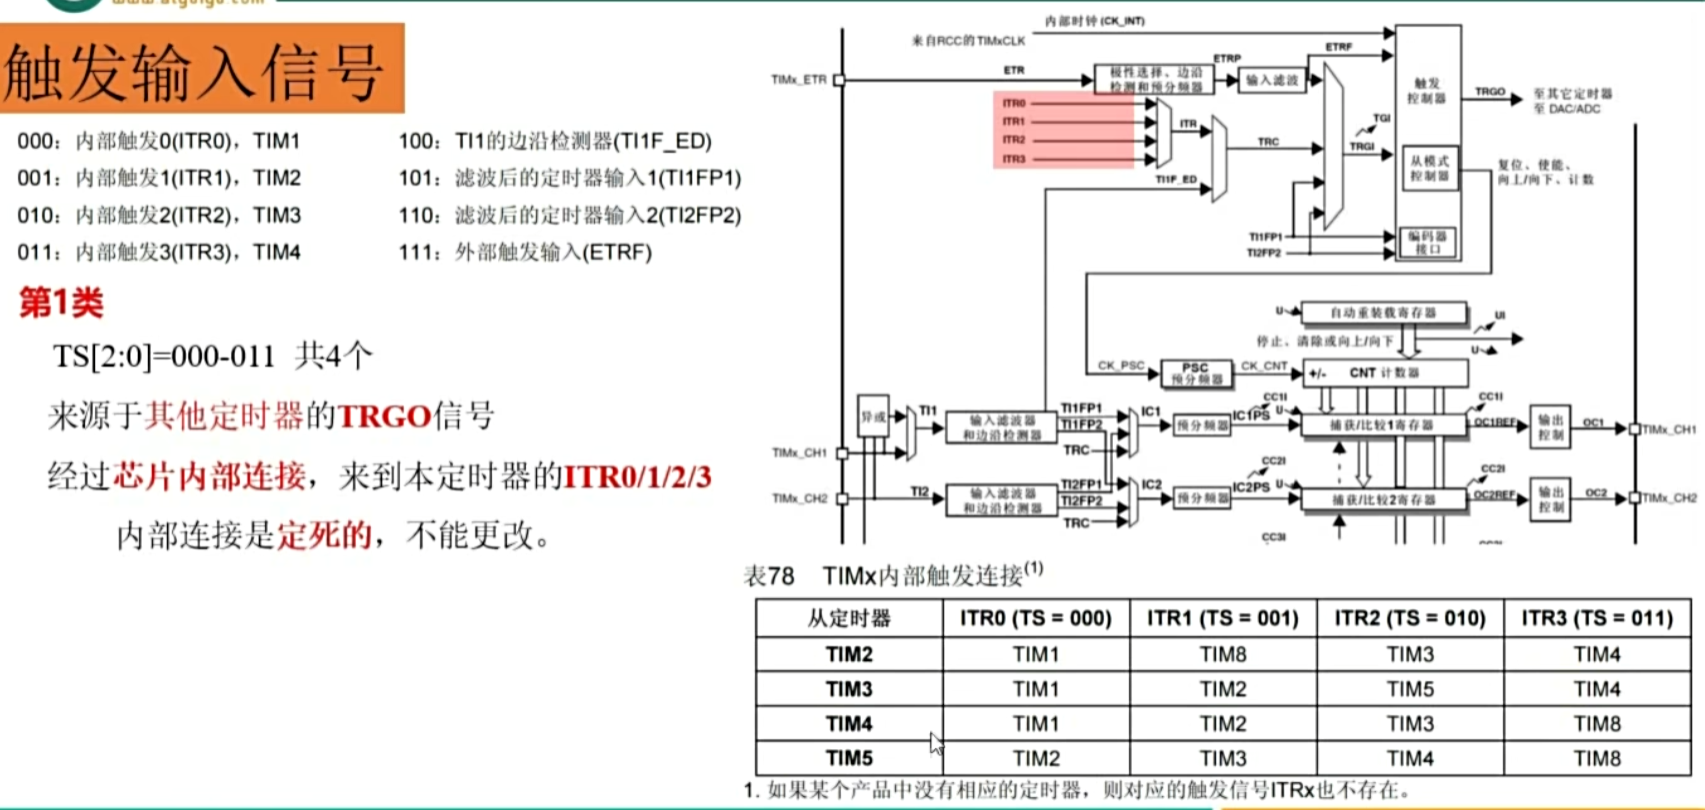 触发输入信号
000：内部触发0(ITR0)，TIM1
001：内部触发1(ITR1)，TIM2
010：内部触发2(ITR2)，TIM3
011：内部触发3(ITR3)，TIM4
100：TI1的边沿检测器(TI1F_ED)
101：滤波后的定时器输入1(TI1FP1)
110：滤波后的定时器输入2(TI2FP2)
111：外部触发输入(ETRF)
第1类
TS[2:0]=000-011 共4个
来源于其他定时器的TRGO信号
经过芯片内部连接，来到本定时器的ITR0/1/2/3
内部连接是定死的，不能更改。
内部时钟(CK_INT)
来自RCC的TIMxCLK
TIMx_ETR
ETR
极性选择、边沿
检测和预分频器
ETRP
输入滤波
ETRF
触发
控制器
TRGO
至其它定时器
至 DAC/ADC
ITR0
ITR1
ITR2
ITR3
ITR
TRC
TI1F_ED
TGI
TRGI
从模式
控制器
复位、使能、
向上/向下、计数
TI1FP1
TI2FP2
编码器
接口
U
自动重装载寄存器
UI
停止、清除或向上/向下
U
CK_PSC
PSC
预分频器
CK_CNT
+/-
CNT 计数器
异或
TI1
输入滤波器
和边沿检测器
TI1FP1
TI1FP2
TRC
IC1
预分频器
IC1PS
CC1I
U
捕获/比较1寄存器
CC1I
OC1REF
输出
控制
OC1
TIMx_CH1
TIMx_CH1
TIMx_CH2
TI2
输入滤波器
和边沿检测器
TI2FP1
TI2FP2
TRC
IC2
预分频器
IC2PS
CC2I
U
捕获/比较2寄存器
CC2I
OC2REF
输出
控制
OC2
TIMx_CH2
CC3I
表78 TIMx内部触发连接(1)
从定时器 ITR0 (TS = 000) ITR1 (TS = 001) ITR2 (TS = 010) ITR3 (TS = 011)
TIM2 TIM1 TIM8 TIM3 TIM4
TIM3 TIM1 TIM2 TIM5 TIM4
TIM4 TIM1 TIM2 TIM3 TIM8
TIM5 TIM2 TIM3 TIM4 TIM8
1. 如果某个产品中没有相应的定时器，则对应的触发信号ITRx也不存在。